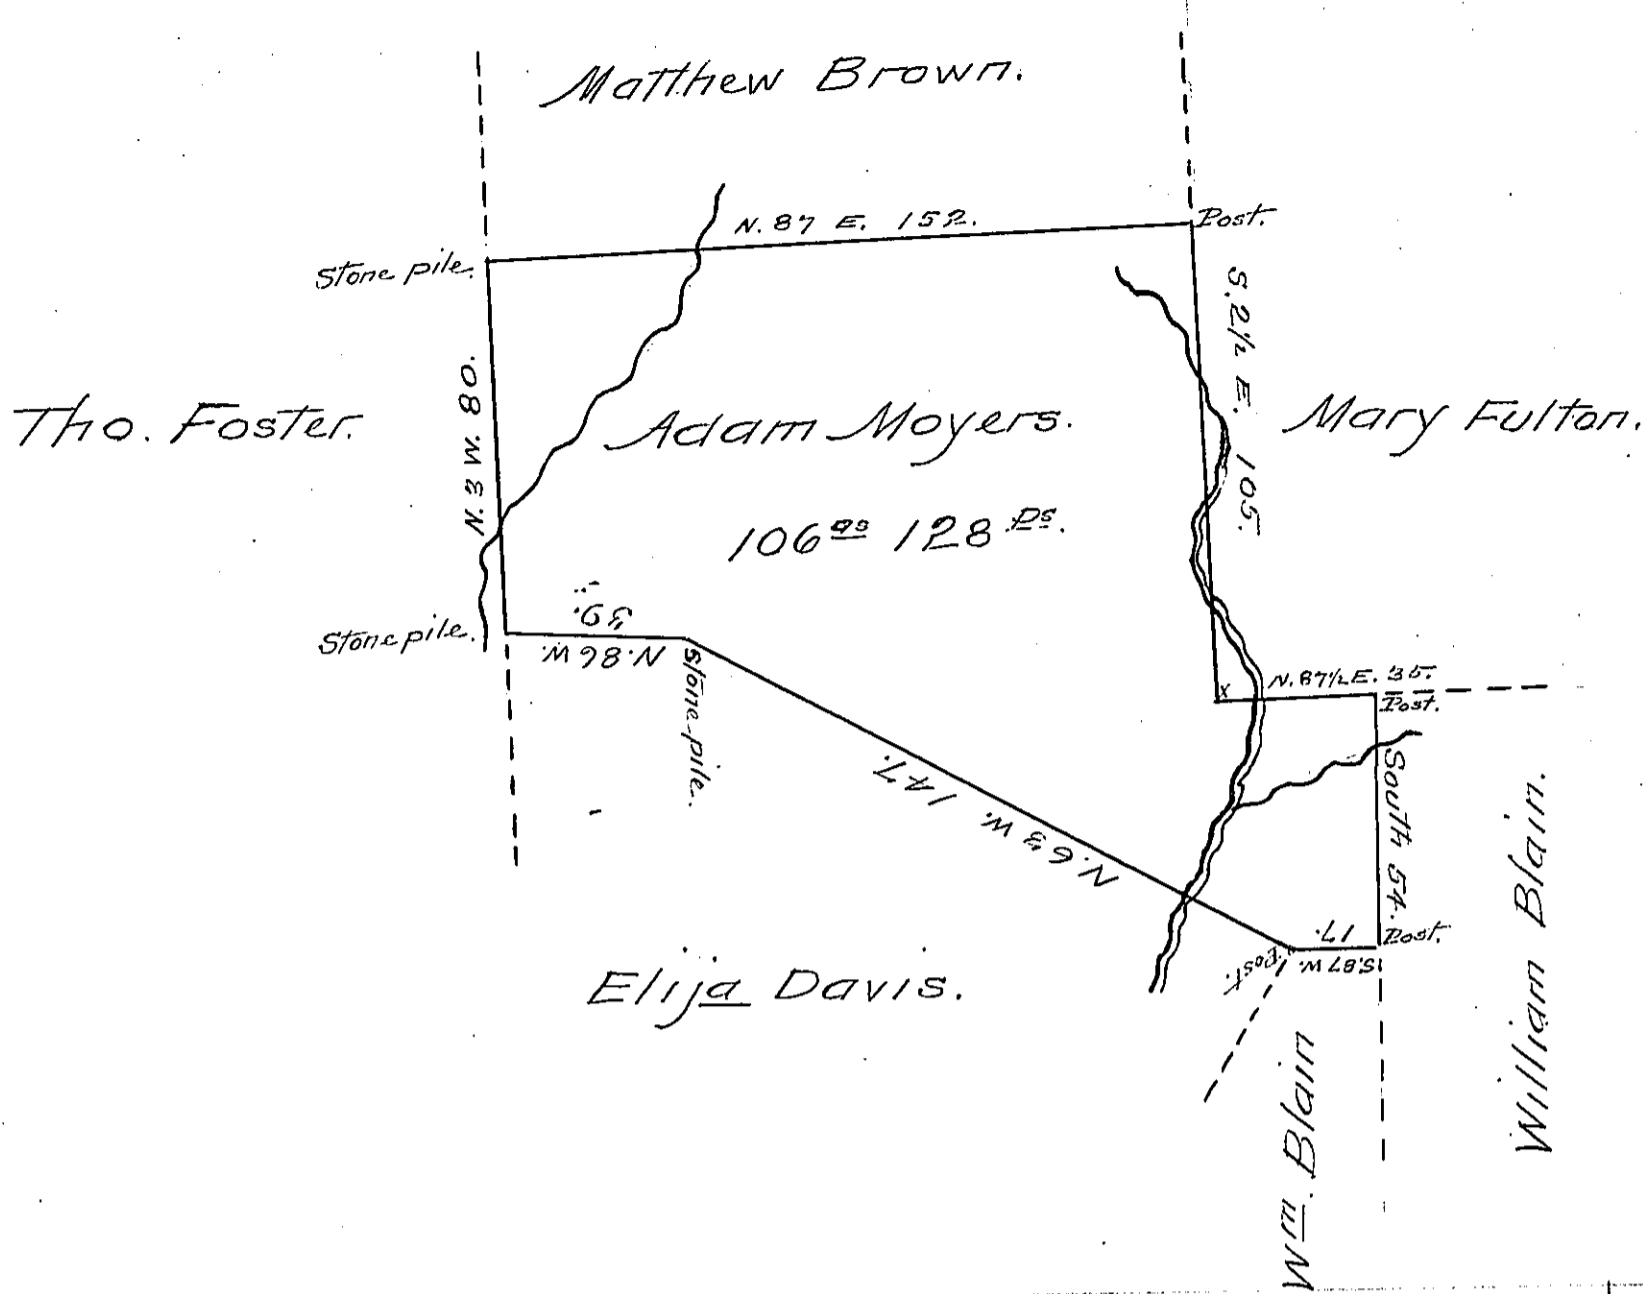 Matthew Brown.
N. 87 E. 152.
Post.
Stone pile.
S. 2½ E. 105.
N. 3 W. 80.
Tho. Foster.
Adam Moyers.
Mary Fulton.
106 as 128 ps.
Stone pile.
39.
N. 86 W.
Stone-pile.
N. 87½ E. 35.
Post.
N. 63 W. 147.
South 54.
Post.
17.
S. 87 W.
Post.
Elija Davis.
William Blain.
Wm. Blain